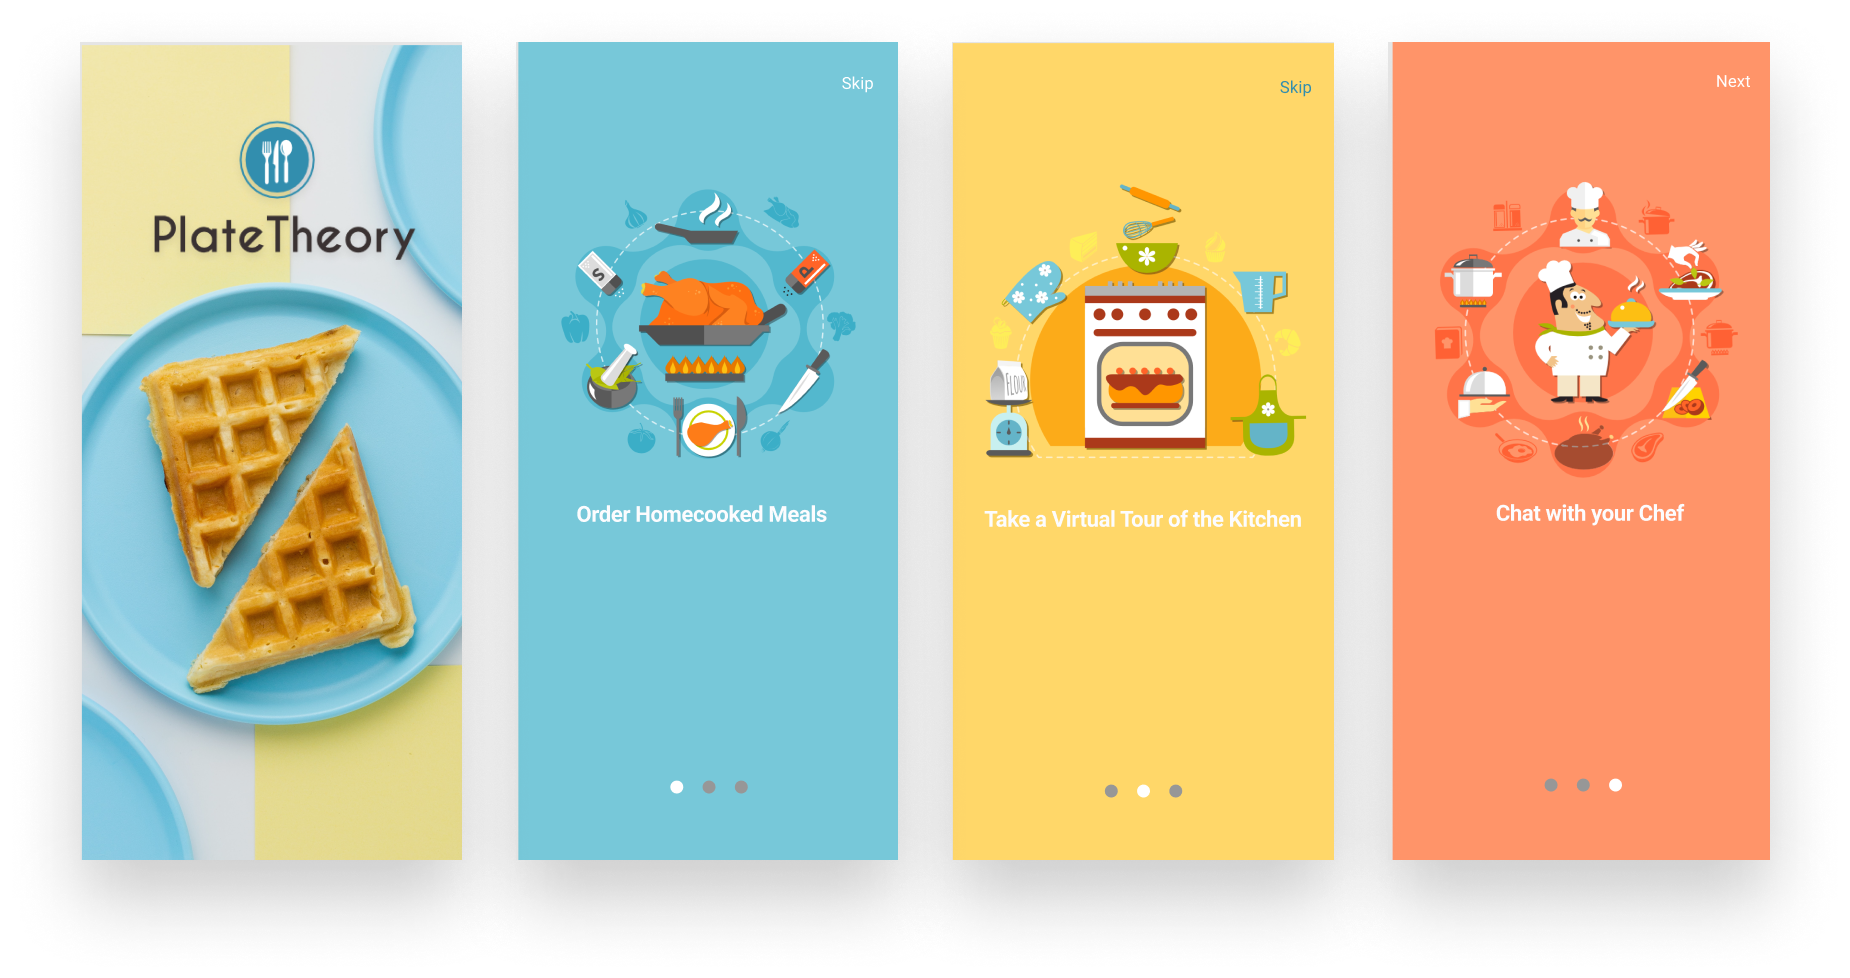 PlateTheory
Skip
S
P
Order Homecooked Meals
Skip
FLOUR
Take a Virtual Tour of the Kitchen
Next
Chat with your Chef